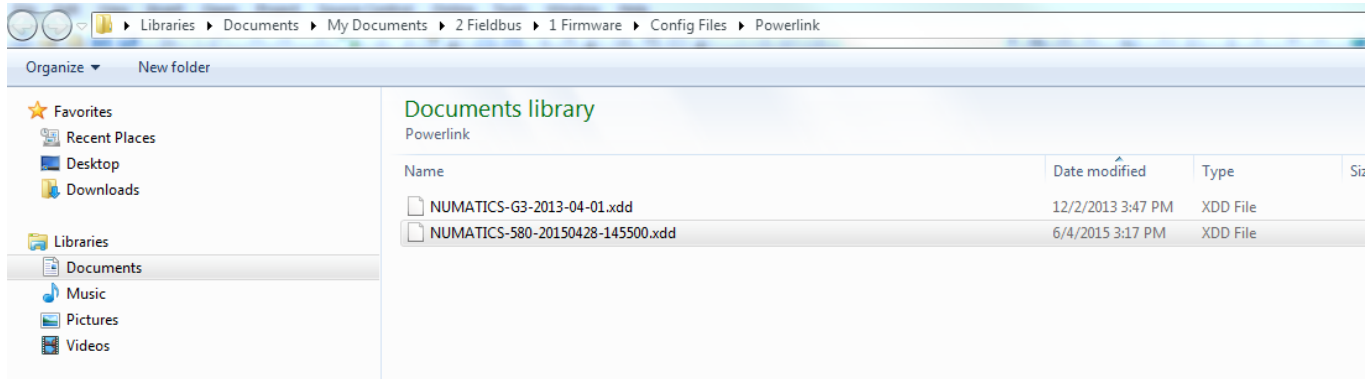 Libraries Documents My Documents 2 Fieldbus 1 Firmware Config Files Powerlink
Organize New folder
Favorites
Recent Places
Desktop
Downloads
Libraries
Documents
Music
Pictures
Videos
Documents library
Powerlink
Name Date modified Type
NUMATICS-G3-2013-04-01.xdd 12/2/2013 3:47 PM XDD File
NUMATICS-580-20150428-145500.xdd 6/4/2015 3:17 PM XDD File